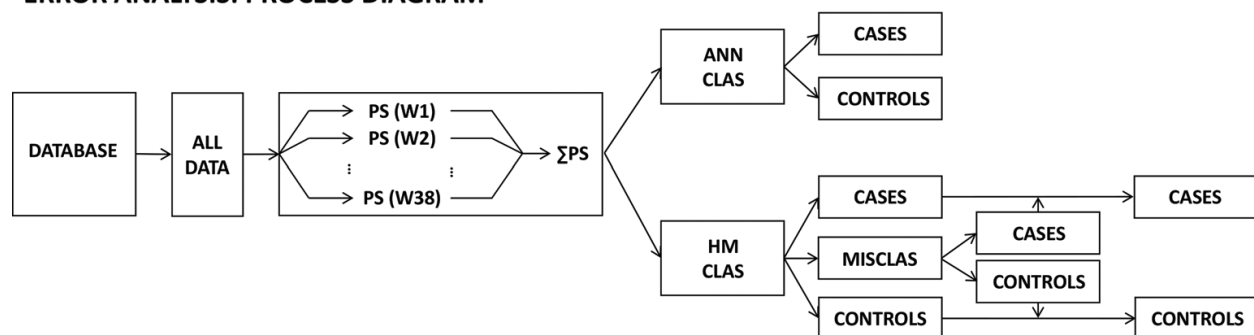 ERROR ANALYSIS: PROCESS DIAGRAM
DATABASE
ALL
DATA
PS (W1)
PS (W2)
⋮ ⋮
PS (W38)
∑PS
ANN
CLAS
CASES
CONTROLS
HM
CLAS
CASES
MISCLAS
CONTROLS
CASES
CONTROLS
CASES
CONTROLS